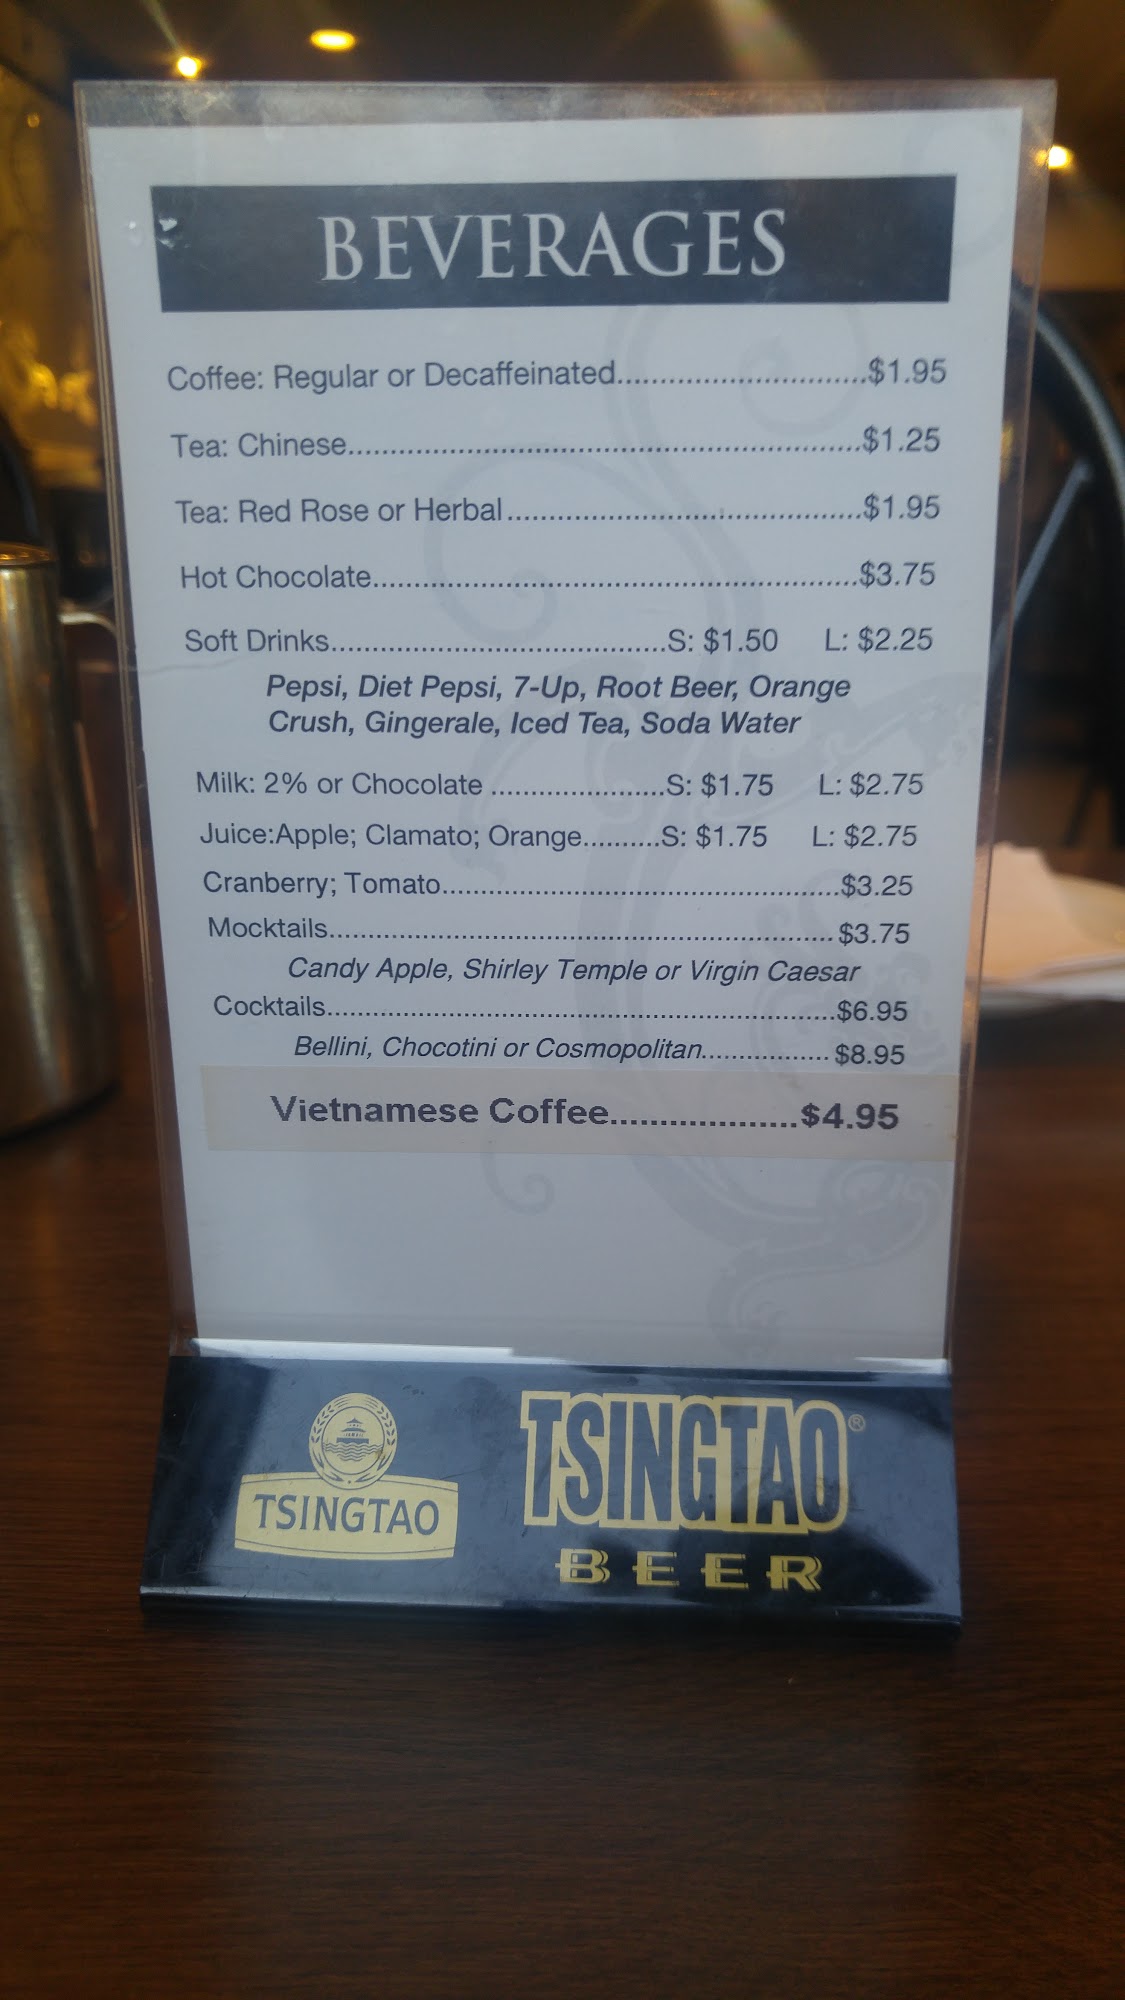 BEVERAGES
Coffee: Regular or Decaffeinated.............................$1.95
Tea: Chinese.............................................................$1.25
Tea: Red Rose or Herbal..........................................$1.95
Hot Chocolate..........................................................$3.75
Soft Drinks........................................S: $1.50 L: $2.25
Pepsi, Diet Pepsi, 7-Up, Root Beer, Orange
Crush, Gingerale, Iced Tea, Soda Water
Milk: 2% or Chocolate .....................S: $1.75 L: $2.75
Juice:Apple; Clamato; Orange..........S: $1.75 L: $2.75
Cranberry; Tomato.................................................$3.25
Mocktails................................................................$3.75
Candy Apple, Shirley Temple or Virgin Caesar
Cocktails.................................................................$6.95
Bellini, Chocotini or Cosmopolitan.................. $8.95
Vietnamese Coffee....................$4.95
TSINGTAO TSINGTAO®
BEER